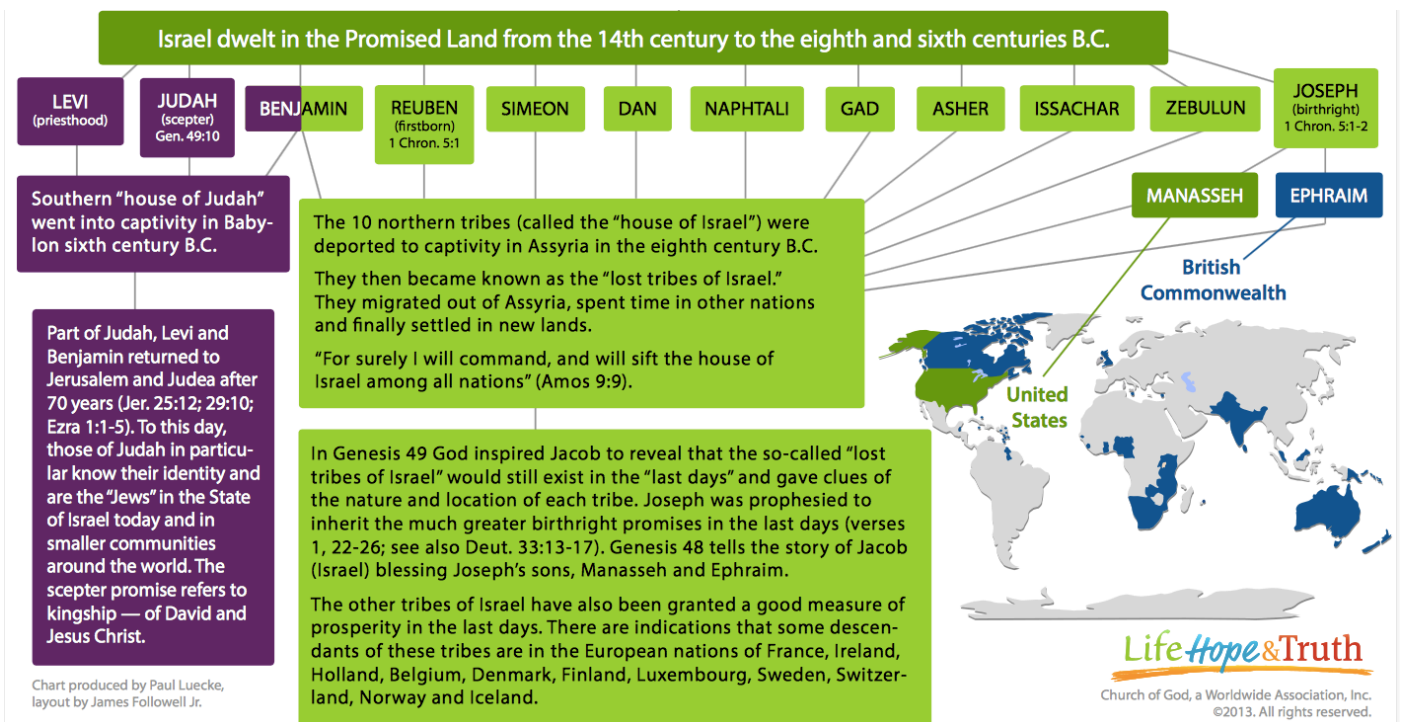 Israel dwelt in the Promised Land from the 14th century to the eighth and sixth centuries B.C.
LEVI
(priesthood)
JUDAH
(scepter)
Gen. 49:10
BENJAMIN
REUBEN
(firstborn)
1 Chron. 5:1
SIMEON
DAN
NAPHTALI
GAD
ASHER
ISSACHAR
ZEBULUN
JOSEPH
(birthright)
1 Chron. 5:1-2
Southern “house of Judah”
went into captivity in Baby-
lon sixth century B.C.
Part of Judah, Levi and
Benjamin returned to
Jerusalem and Judea after
70 years (Jer. 25:12; 29:10;
Ezra 1:1-5). To this day,
those of Judah in particu-
lar know their identity and
are the “Jews” in the State
of Israel today and in
smaller communities
around the world. The
scepter promise refers to
kingship — of David and
Jesus Christ.
The 10 northern tribes (called the “house of Israel”) were
deported to captivity in Assyria in the eighth century B.C.
They then became known as the “lost tribes of Israel.”
They migrated out of Assyria, spent time in other nations
and finally settled in new lands.
“For surely I will command, and will sift the house of
Israel among all nations” (Amos 9:9).
In Genesis 49 God inspired Jacob to reveal that the so-called “lost
tribes of Israel” would still exist in the “last days” and gave clues
of the nature and location of each tribe. Joseph was prophesied to
inherit the much greater birthright promises in the last days (verses
1, 22-26; see also Deut. 33:13-17). Genesis 48 tells the story of Jacob
(Israel) blessing Joseph’s sons, Manasseh and Ephraim.
The other tribes of Israel have also been granted a good measure of
prosperity in the last days. There are indications that some descen-
dants of these tribes are in the European nations of France, Ireland,
Holland, Belgium, Denmark, Finland, Luxembourg, Sweden, Switzer-
land, Norway and Iceland.
MANASSEH
EPHRAIM
British
Commonwealth
United
States
Life Hope & Truth
Church of God, a Worldwide Association, Inc.
©2013. All rights reserved.
Chart produced by Paul Luecke,
layout by James Followell Jr.